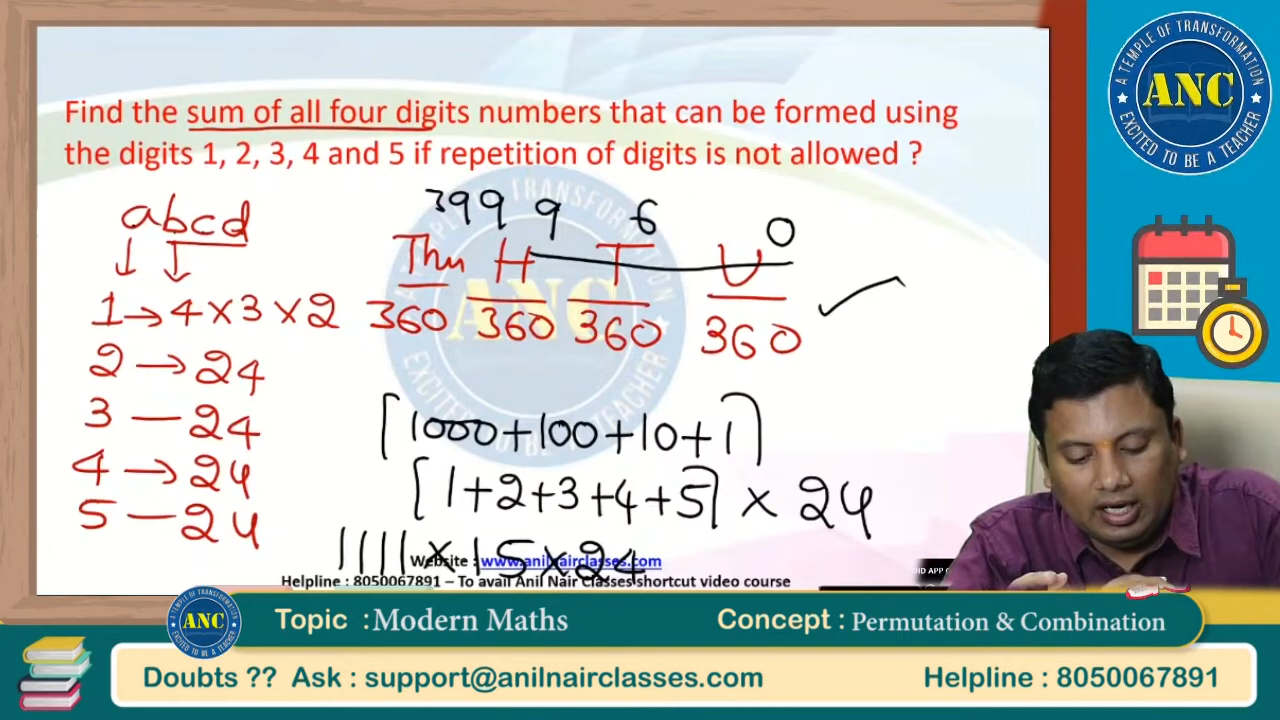 A TEMPLE OF TRANSFORMATION
ANC
EXCITED TO BE A TEACHER
Find the sum of all four digits numbers that can be formed using
the digits 1, 2, 3, 4 and 5 if repetition of digits is not allowed ?
abcd
1→4×3×2
2→24
3—24
4→24
5—24
399 9 6 0
Thu H T U
360 360 360 360
[1000+100+10+1]
[1+2+3+4+5] × 24
1111×15×24
Website : www.anilnairclasses.com
Helpline : 8050067891 – To avail Anil Nair Classes shortcut video course
ANC
Topic : Modern Maths
Concept : Permutation & Combination
Doubts ?? Ask : support@anilnairclasses.com
Helpline : 8050067891